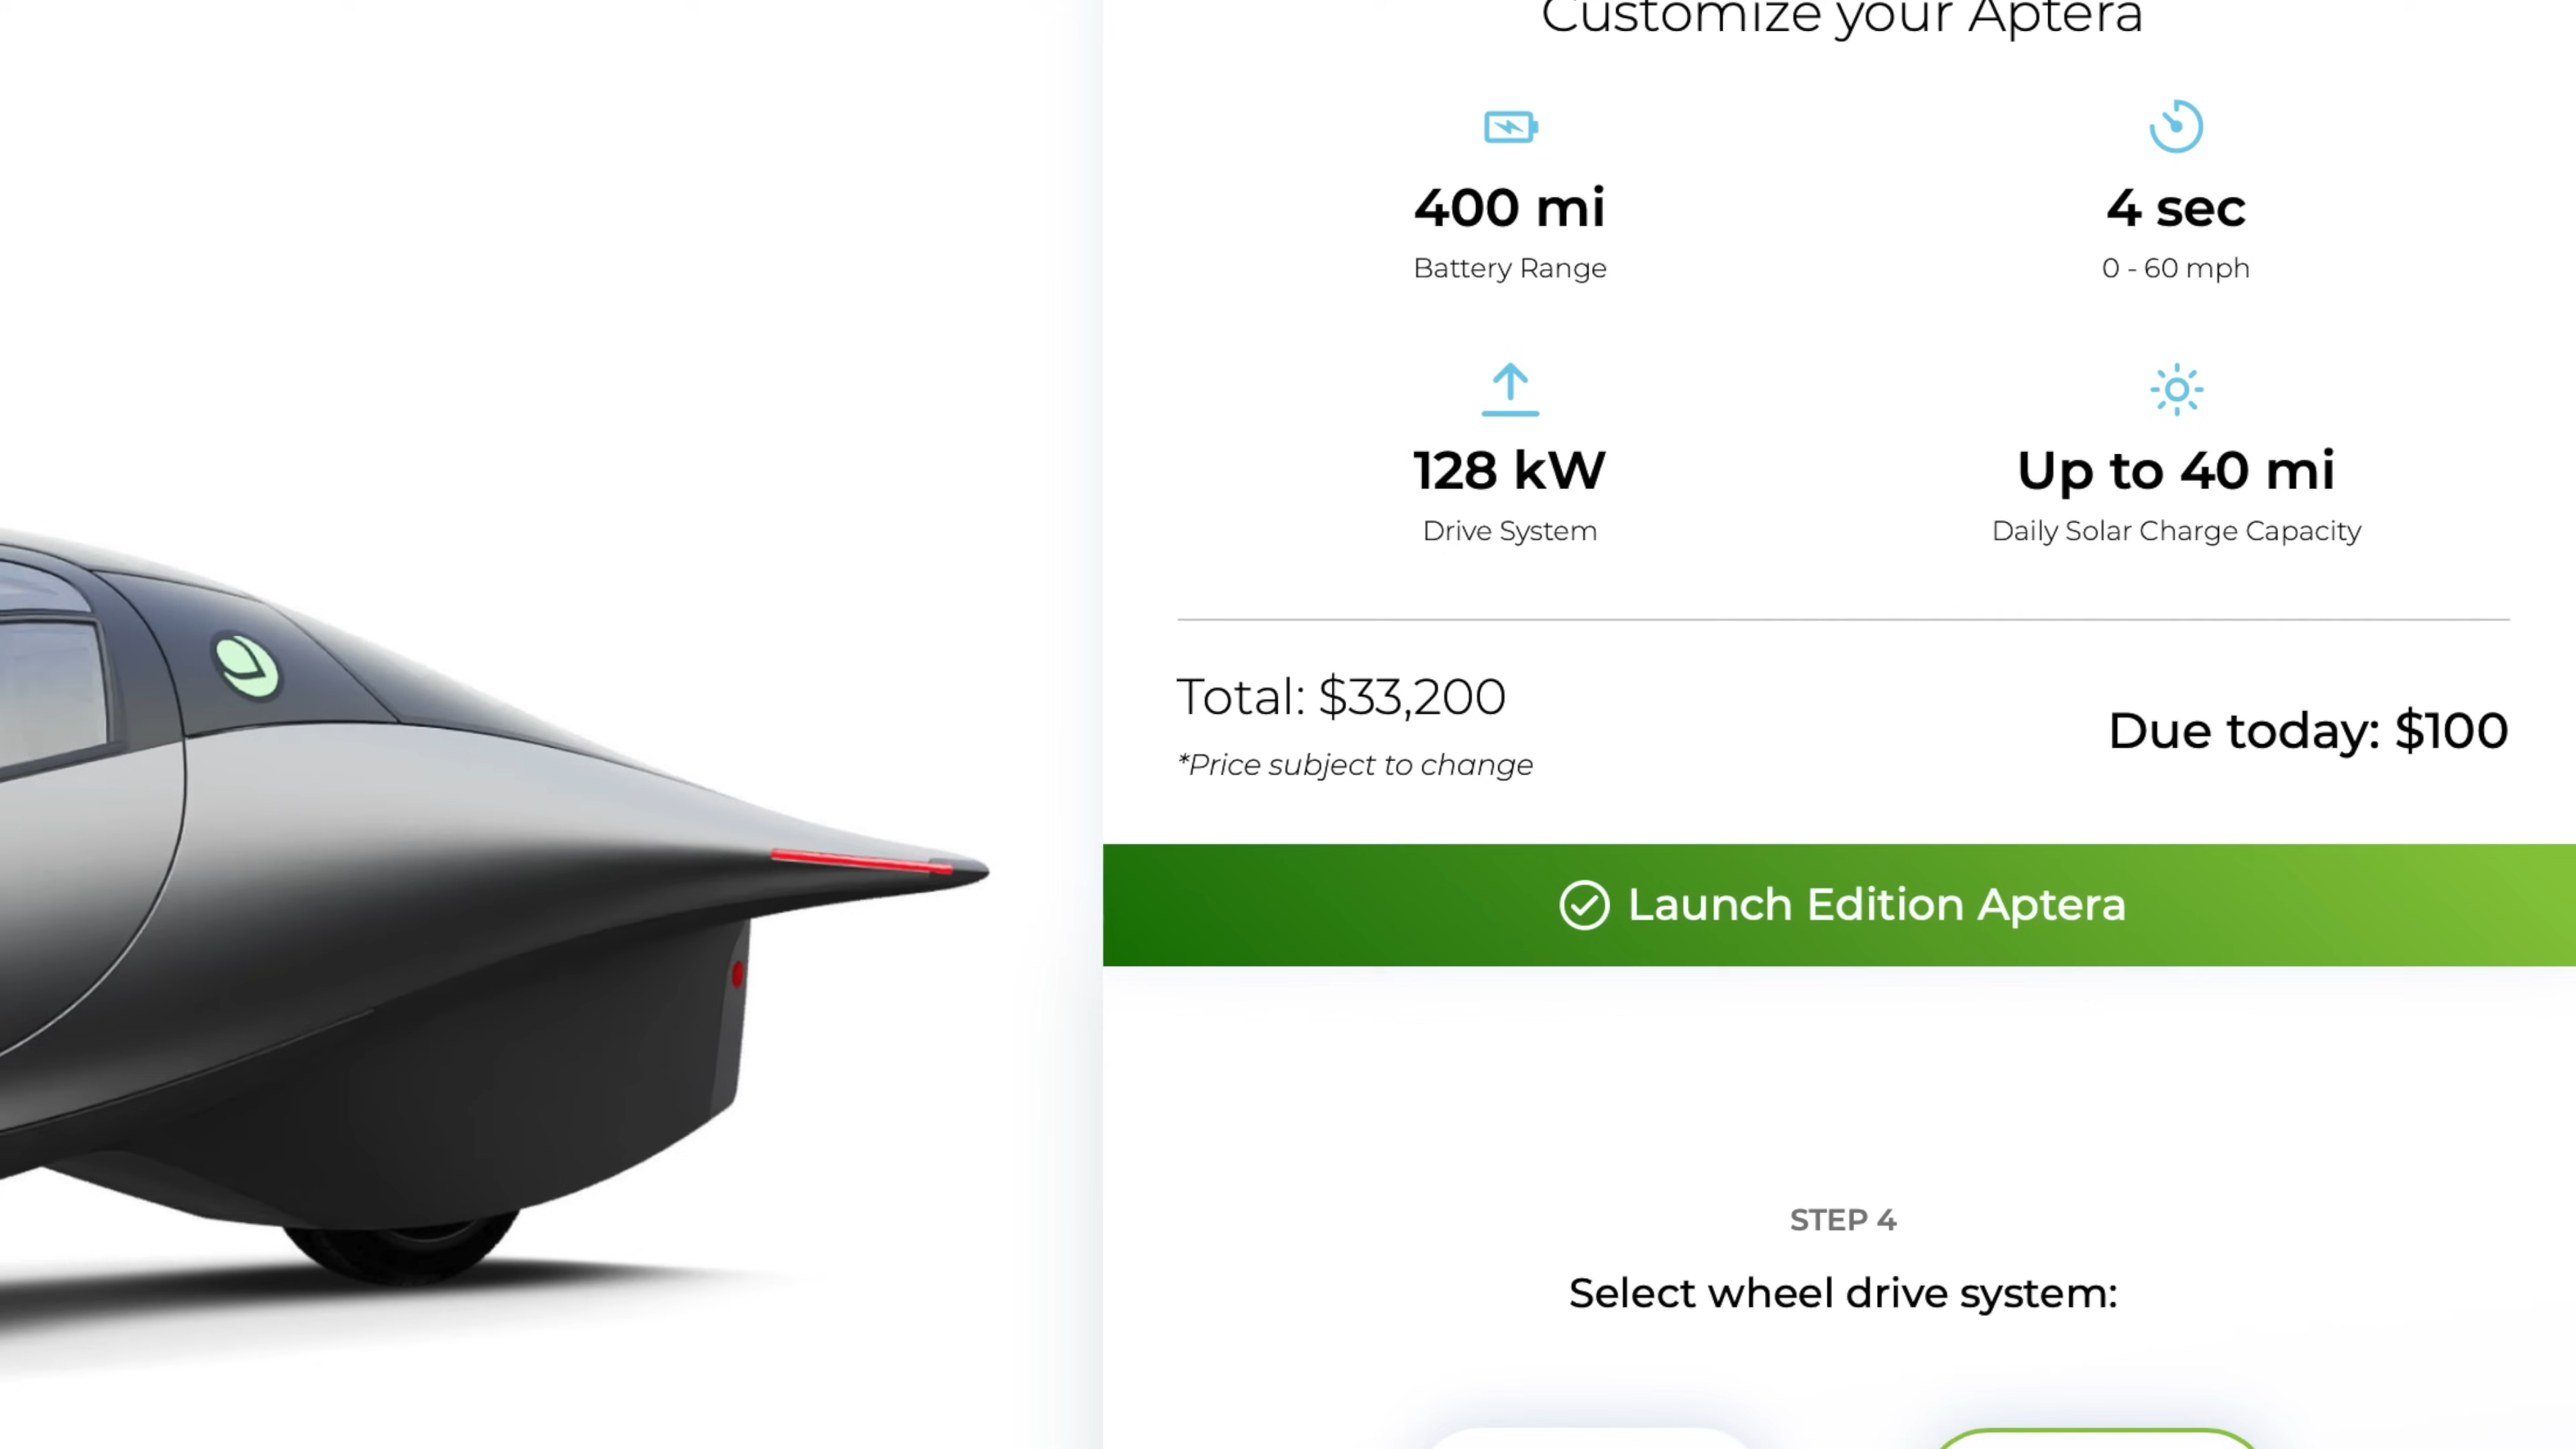 Customize your Aptera
400 mi
Battery Range
4 sec
0 - 60 mph
128 kW
Drive System
Up to 40 mi
Daily Solar Charge Capacity
Total: $33,200
*Price subject to change
Due today: $100
Launch Edition Aptera
STEP 4
Select wheel drive system: